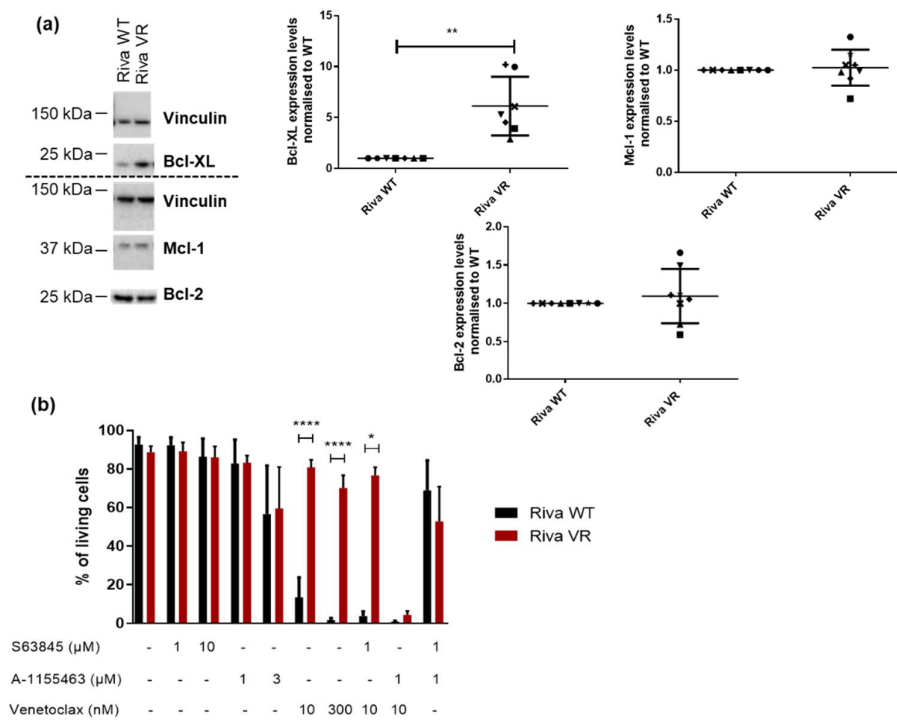 (a)
Riva WT
Riva VR
150 kDa
Vinculin
25 kDa
Bcl-XL
150 kDa
Vinculin
37 kDa
Mcl-1
25 kDa
Bcl-2
Bcl-XL expression levels
normalised to WT
15
10
5
0
**
Riva WT
Riva VR
Mcl-1 expression levels
normalised to WT
1.5
1.0
0.5
0.0
Riva WT
Riva VR
Bcl-2 expression levels
normalised to WT
2.0
1.5
1.0
0.5
0.0
Riva WT
Riva VR
(b)
% of living cells
100
80
60
40
20
0
****
****
*
Riva WT
Riva VR
S63845 (μM) - 1 10 - - - - 1 - 1
A-1155463 (μM) - - - 1 3 - - - 1 1
Venetoclax (nM) - - - - - 10 300 10 10 -